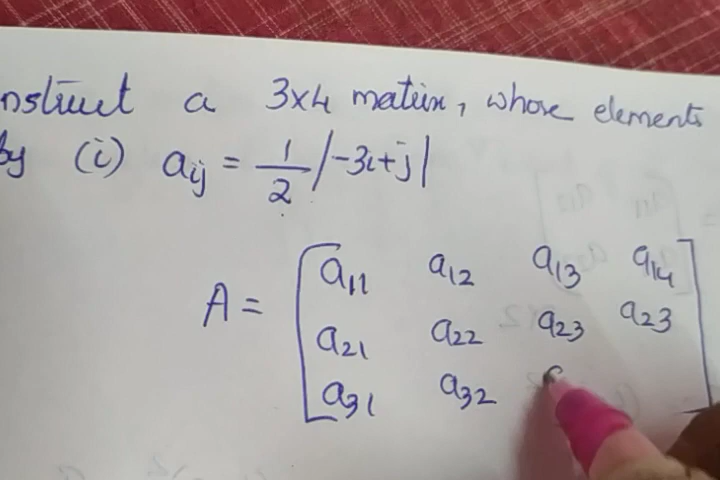 nstruct a 3x4 matrix, whose elements
by (i) aij = 1/2 |-3i+j|
A = [ a11 a12 a13 a14 ]
a21 a22 a23 a23
a31 a32